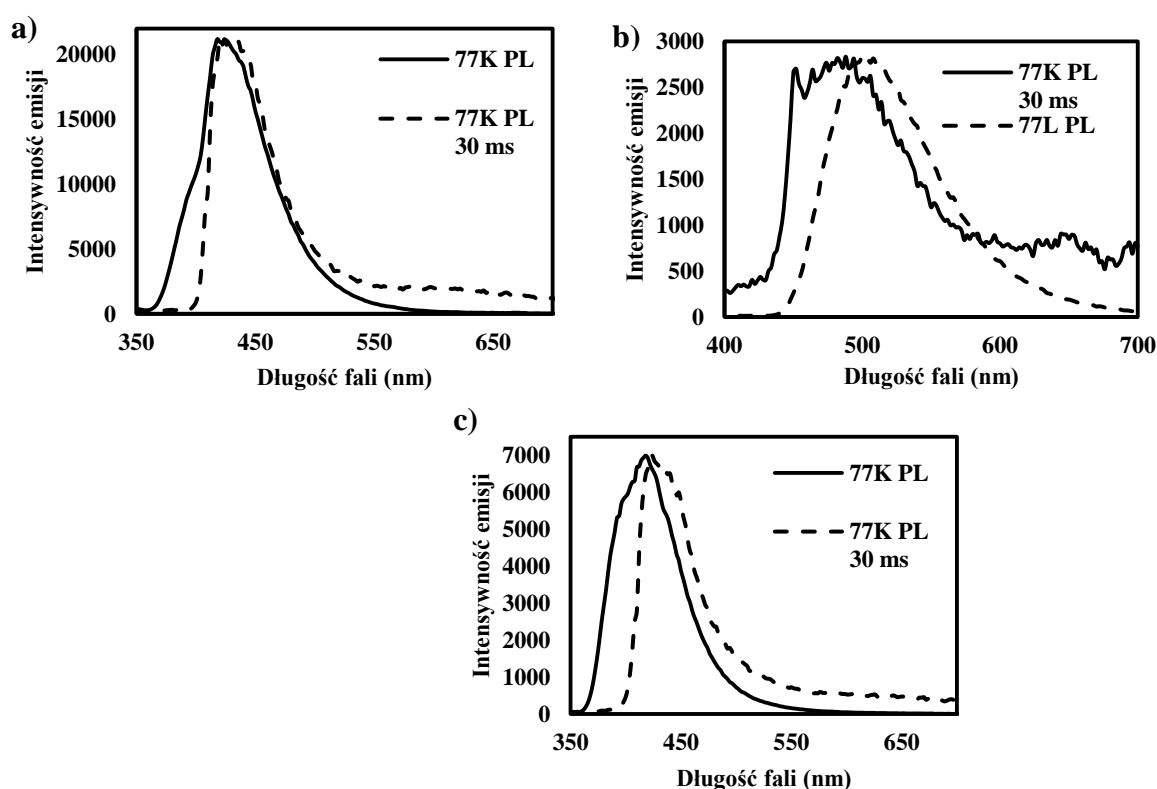 a)
Intensywność emisji
20000
15000
10000
5000
0
350
450
550
650
Długość fali (nm)
77K PL
77K PL
30 ms
b)
Intensywność emisji
3000
2500
2000
1500
1000
500
0
400
500
600
700
Długość fali (nm)
77K PL
30 ms
77L PL
c)
Intensywność emisji
7000
6000
5000
4000
3000
2000
1000
0
350
450
550
650
Długość fali (nm)
77K PL
77K PL
30 ms